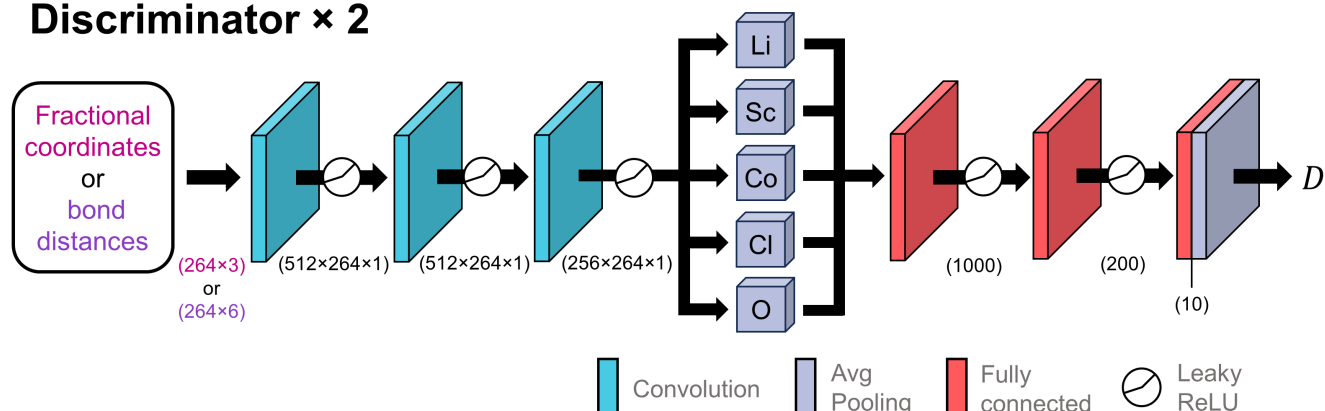 Discriminator × 2
Fractional
coordinates
or
bond
distances
(264×3)
or
(264×6)
(512×264×1)
(512×264×1)
(256×264×1)
Li
Sc
Co
Cl
O
(1000)
(200)
(10)
D
Convolution
Avg
Pooling
Fully
connected
Leaky
ReLU